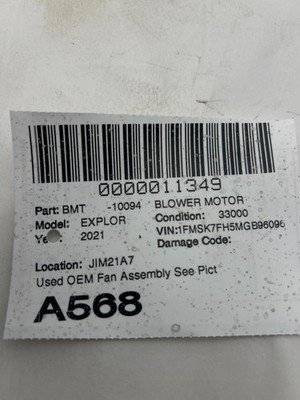 0000011349
Part: BMT -10094 BLOWER MOTOR
Model: EXPLOR Condition: 33000
Ye : 2021 VIN:1FMSK7FH5MGB96096
Damage Code:
Location: JIM21A7
Used OEM Fan Assembly See Pict
A568